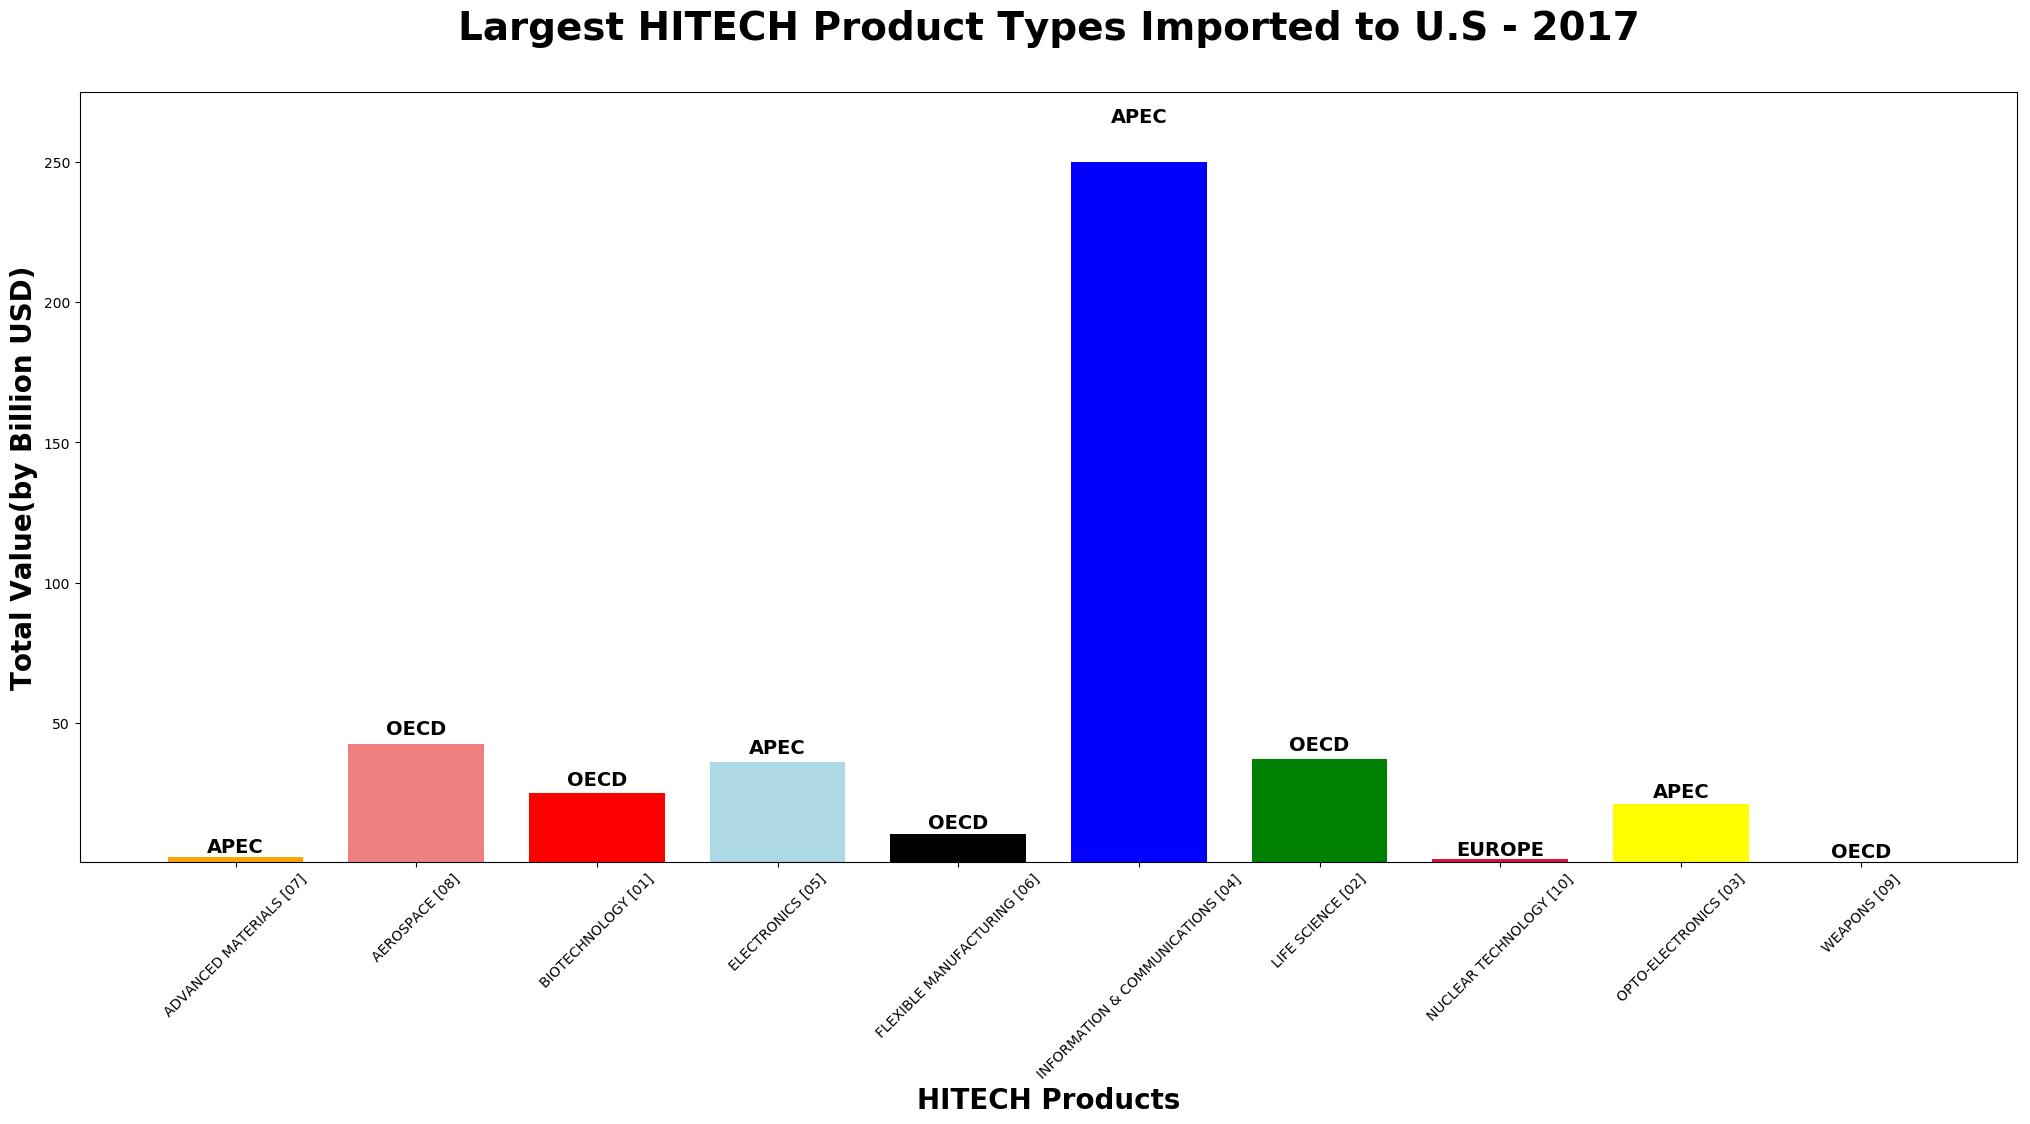 Largest HITECH Product Types Imported to U.S - 2017
Total Value(by Billion USD)
250
200
150
100
50
APEC
OECD
OECD
APEC
OECD
APEC
OECD
EUROPE
APEC
OECD
ADVANCED MATERIALS [07]
AEROSPACE [08]
BIOTECHNOLOGY [01]
ELECTRONICS [05]
FLEXIBLE MANUFACTURING [06]
INFORMATION & COMMUNICATIONS [04]
LIFE SCIENCE [02]
NUCLEAR TECHNOLOGY [10]
OPTO-ELECTRONICS [03]
WEAPONS [09]
HITECH Products